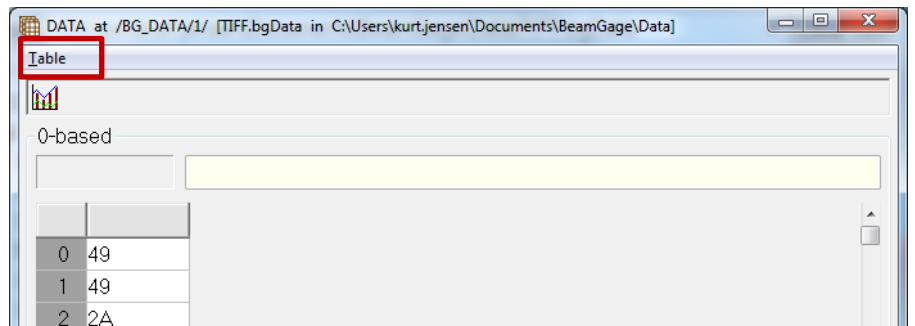 DATA at /BG_DATA/1/ [TIFF.bgData in C:\Users\kurt.jensen\Documents\BeamGage\Data]
Table
0-based
0 49
1 49
2 2A